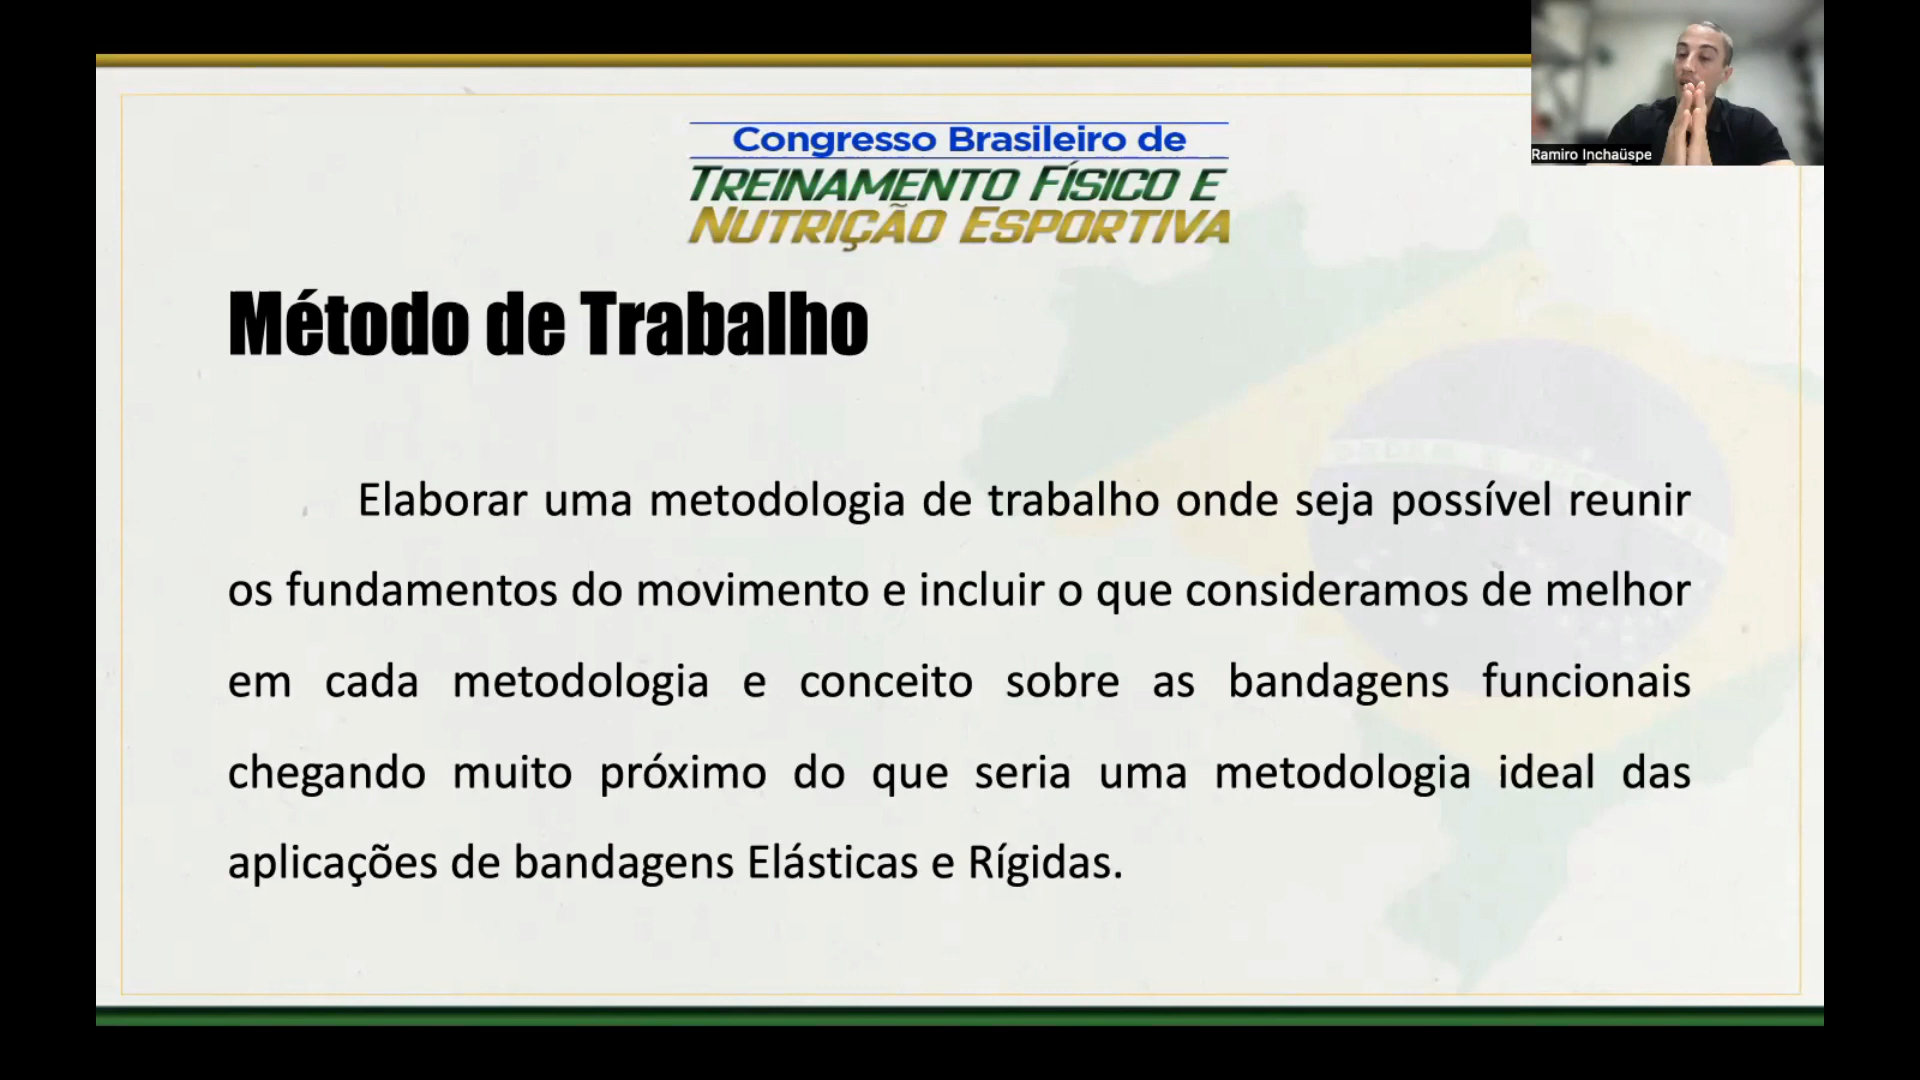 Congresso Brasileiro de
TREINAMENTO FÍSICO E
NUTRIÇÃO ESPORTIVA
Ramiro Inchaüspe
Método de Trabalho
Elaborar uma metodologia de trabalho onde seja possível reunir
os fundamentos do movimento e incluir o que consideramos de melhor
em cada metodologia e conceito sobre as bandagens funcionais
chegando muito próximo do que seria uma metodologia ideal das
aplicações de bandagens Elásticas e Rígidas.